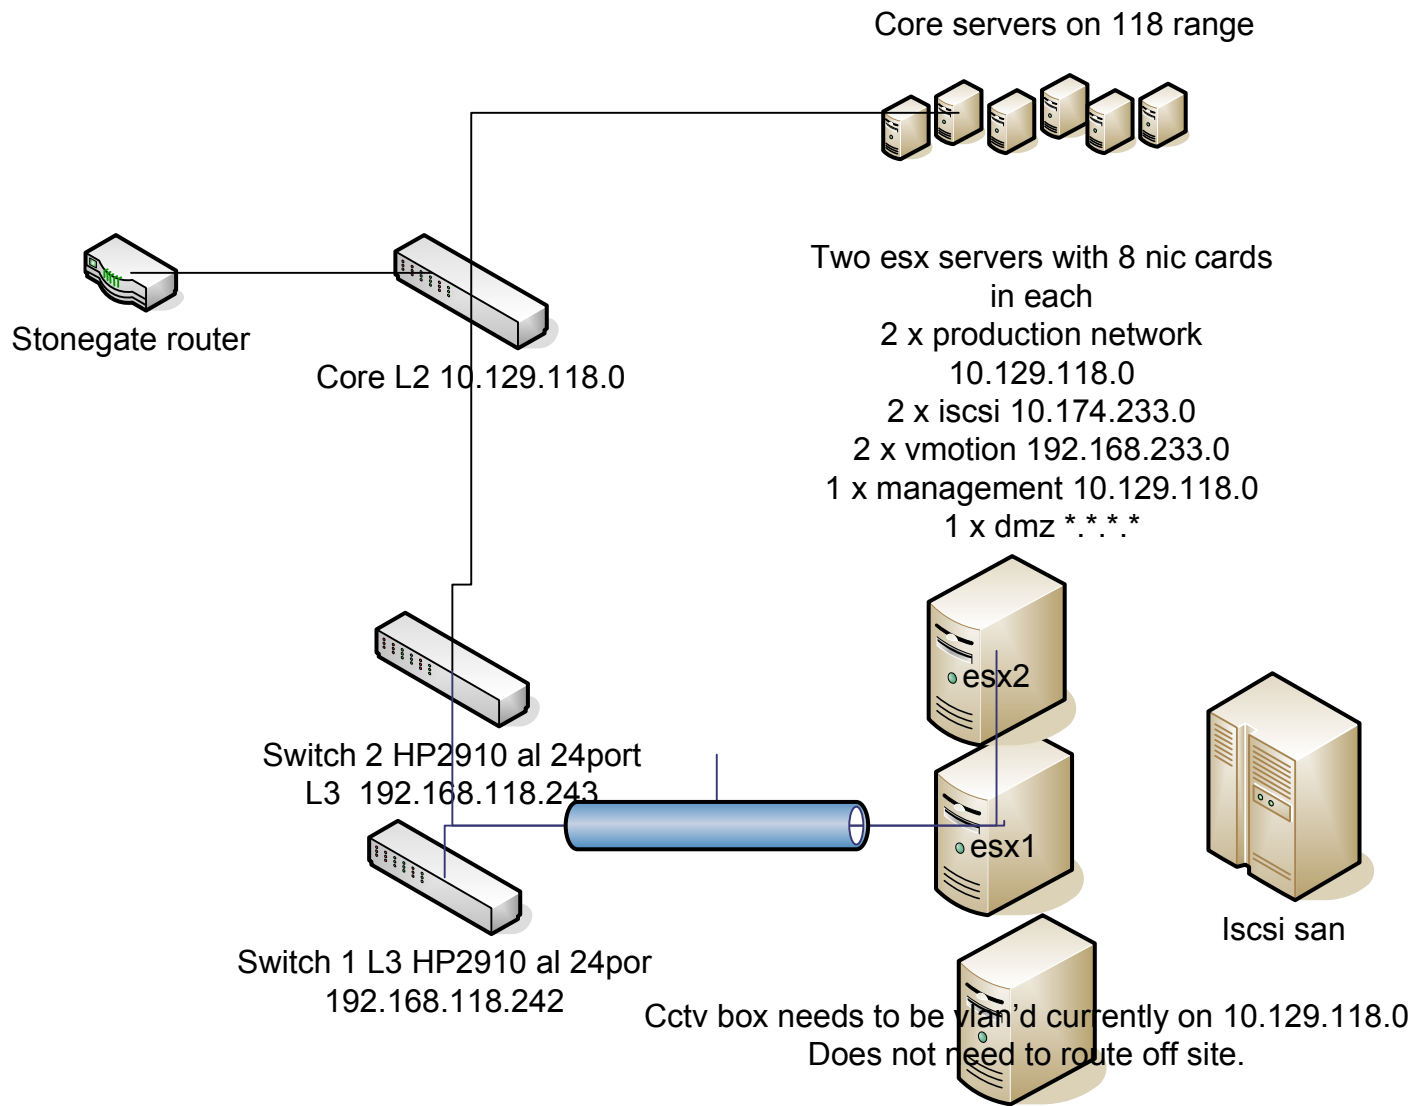 Core servers on 118 range
Two esx servers with 8 nic cards
in each
2 x production network
10.129.118.0
2 x iscsi 10.174.233.0
2 x vmotion 192.168.233.0
1 x management 10.129.118.0
1 x dmz *.*.*.*
Stonegate router
Core L2 10.129.118.0
esx2
Switch 2 HP2910 al 24port
L3 192.168.118.243
esx1
Iscsi san
Switch 1 L3 HP2910 al 24por
192.168.118.242
Cctv box needs to be vlan’d currently on 10.129.118.0
Does not need to route off site.